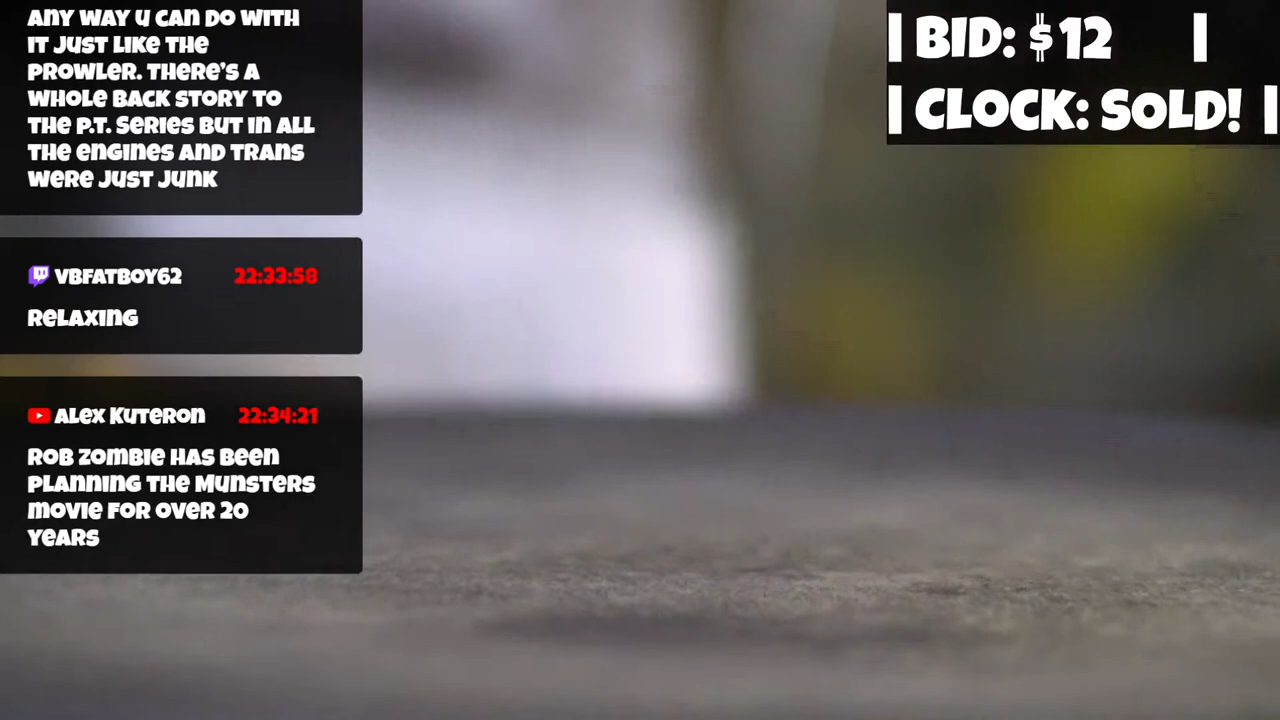 ANY WAY U CAN DO WITH
IT JUST LIKE THE
PROWLER. THERE'S A
WHOLE BACK STORY TO
THE P.T. SERIES BUT IN ALL
THE ENGINES AND TRANS
WERE JUST JUNK
VBFATBOY62 22:33:58
RELAXING
ALEX KUTERON 22:34:21
ROB ZOMBIE HAS BEEN
PLANNING THE MUNSTERS
MOVIE FOR OVER 20
YEARS
| BID: $12 |
| CLOCK: SOLD! |